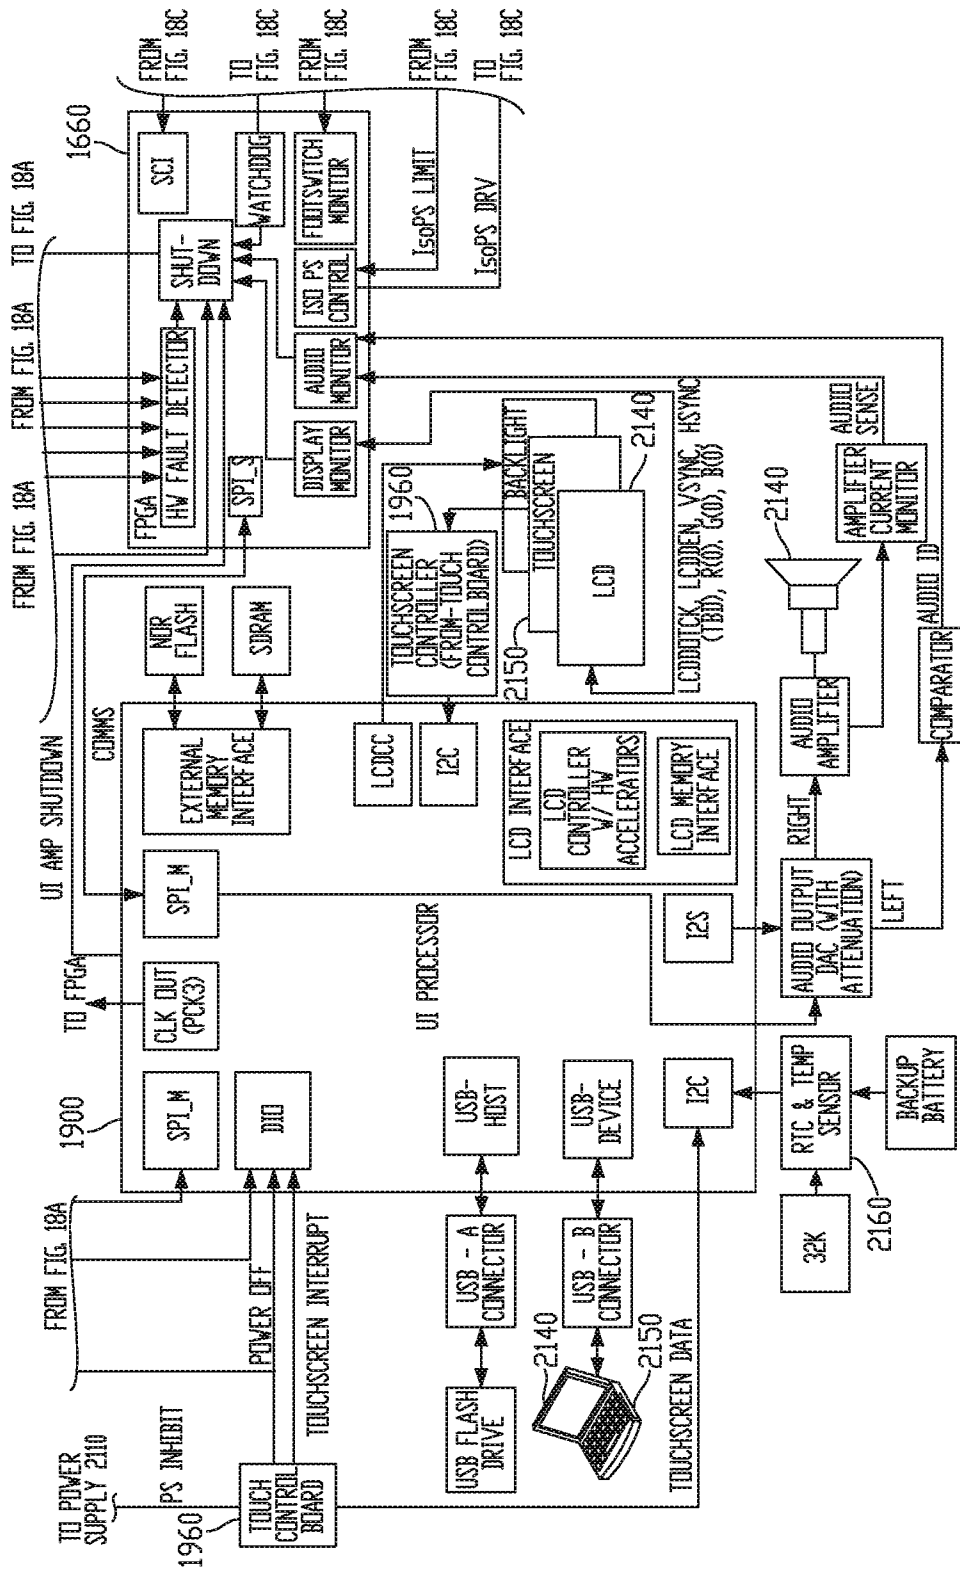 TO POWER
SUPPLY 2110
PS INHIBIT
1960
TOUCH
CONTROL
BOARD
FROM FIG. 18A
POWER OFF
TOUCHSCREEN INTERRUPT
1900
SPI_M
DIO
TO FPGA
CLK OUT
(PCK3)
SPI_M
UI AMP SHUTDOWN
COMMS
EXTERNAL
MEMORY
INTERFACE
NOR
FLASH
SDRAM
UI PROCESSOR
USB FLASH
DRIVE
USB - A
CONNECTOR
USB-
HOST
2140
2150
USB - B
CONNECTOR
USB-
DEVICE
TOUCHSCREEN DATA
I2C
32K
RTC & TEMP
SENSOR
2160
BACKUP
BATTERY
I2S
AUDIO OUTPUT
DAC (WITH
ATTENUATION)
RIGHT
LEFT
AUDIO
AMPLIFIER
2140
COMPARATOR
AUDIO ID
AMPLIFIER
CURRENT
MONITOR
AUDIO
SENSE
LCD INTERFACE
LCD
CONTROLLER
W/ HW
ACCELERATORS
LCD MEMORY
INTERFACE
LCDCC
I2C
TOUCHSCREEN
CONTROLLER
(FROM-TOUCH
CONTROLBOARD)
1960
2150
BACKLIGHT
TOUCHSCREEN
LCD
2140
LCDDOTCK, LCDDEN, VSYNC, HSYNC
(TBD), R(0). G(0), B(0)
FROM FIG. 18A
FROM FIG. 18A
TO FIG. 18A
1660
FPGA
HW FAULT DETECTOR
SHUT-
DOWN
SCI
SPI_S
WATCHDOG
DISPLAY
MONITOR
AUDIO
MONITOR
ISO PS
CONTROL
FOOTSWITCH
MONITOR
IsoPS LIMIT
IsoPS DRV
FROM
FIG. 18C
TO
FIG. 18C
FROM
FIG. 18C
FROM
FIG. 18C
TO
FIG. 18C